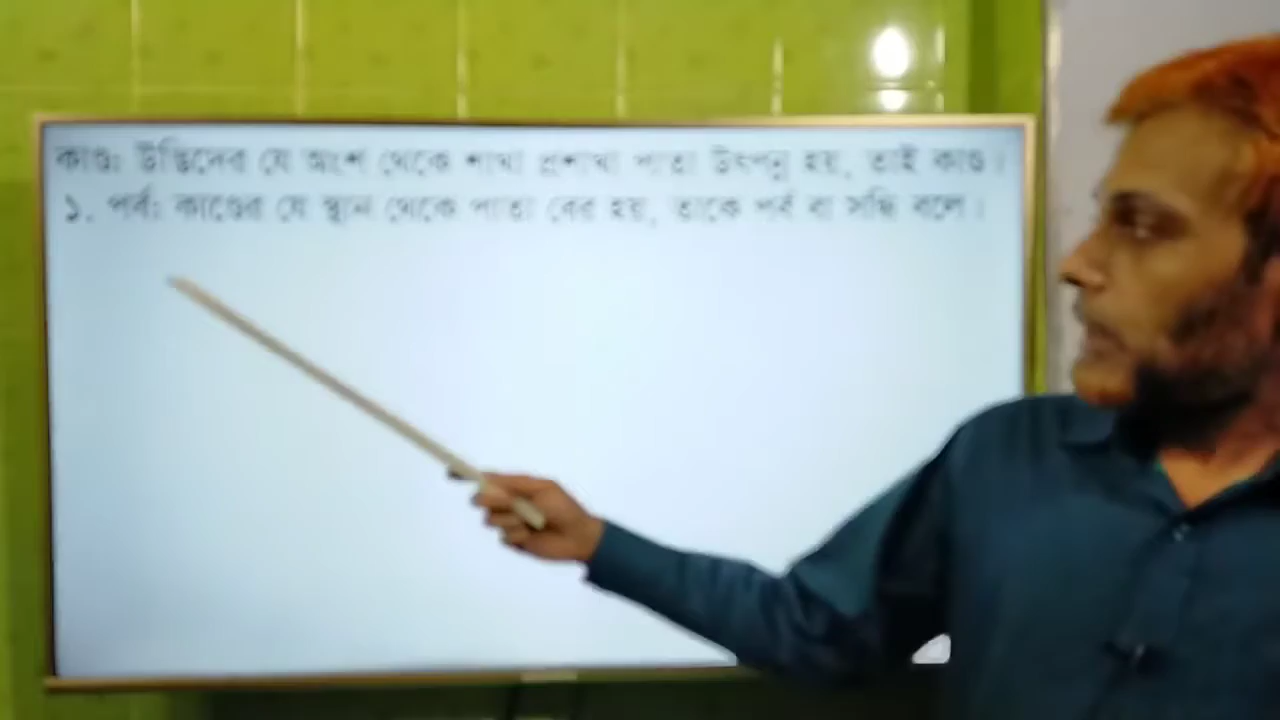 কাণ্ড: উদ্ভিদের যে অংশ থেকে শাখা প্রশাখা পাতা উৎপন্ন হয়, তাই কাণ্ড।
১. পর্ব: কাণ্ডের যে স্থান থেকে পাতা বের হয়, তাকে পর্ব বা সন্ধি বলে।